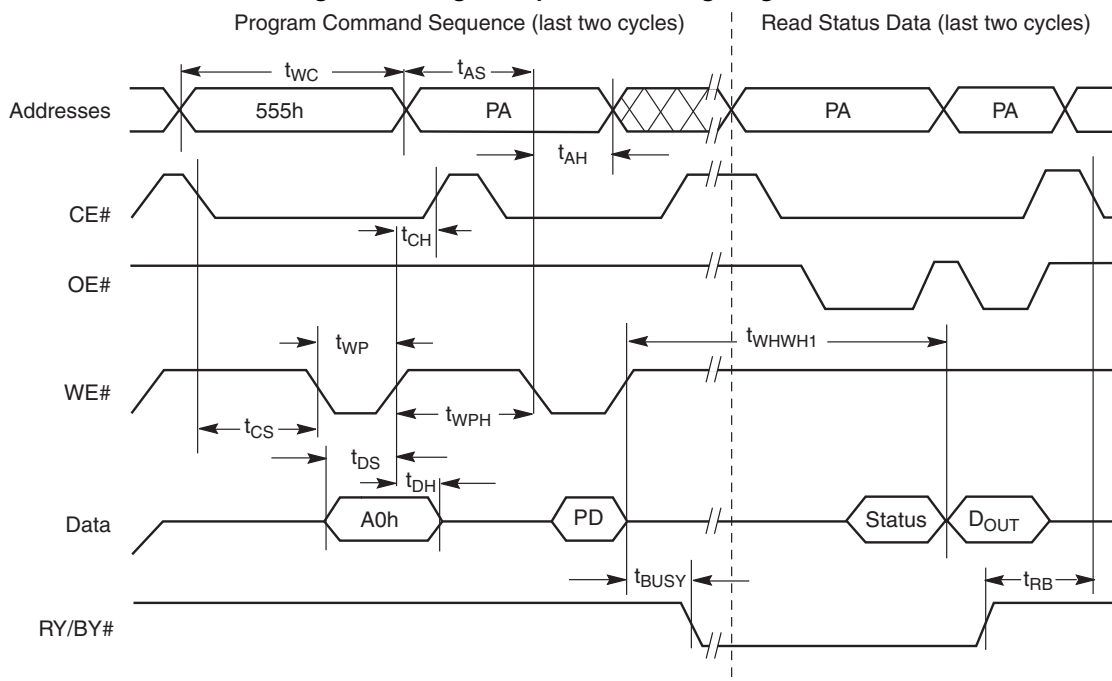 Program Command Sequence (last two cycles)
Read Status Data (last two cycles)
tWC
tAS
Addresses
555h
PA
PA
PA
tAH
CE#
tCH
OE#
tWP
tWHWH1
WE#
tCS
tWPH
tDS
tDH
Data
A0h
PD
Status
DOUT
tBUSY
tRB
RY/BY#